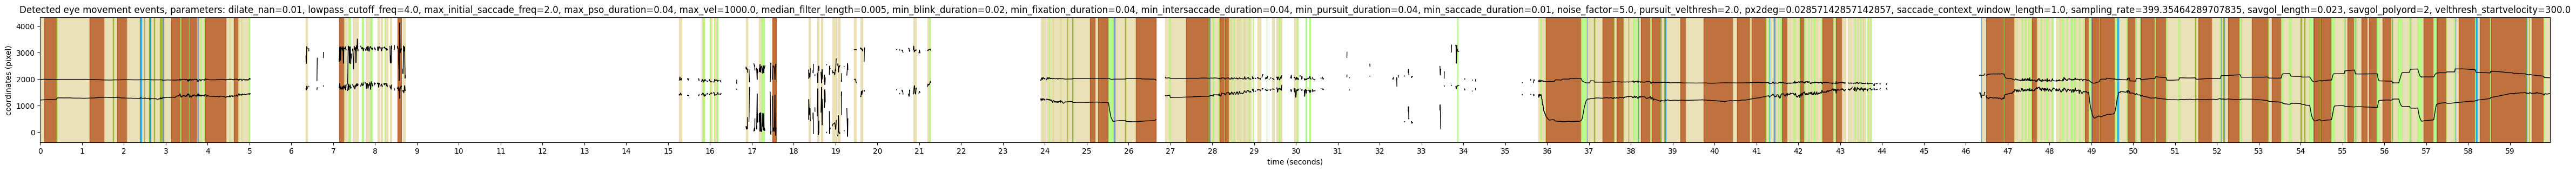 Detected eye movement events, parameters: dilate_nan=0.01, lowpass_cutoff_freq=4.0, max_initial_saccade_freq=2.0, max_pso_duration=0.04, max_vel=1000.0, median_filter_length=0.005, min_blink_duration=0.02, min_fixation_duration=0.04, min_intersaccade_duration=0.04, min_pursuit_duration=0.04, min_saccade_duration=0.01, noise_factor=5.0, pursuit_velthresh=2.0, px2deg=0.02857142857142857, saccade_context_window_length=1.0, sampling_rate=399.35464289707835, savgol_length=0.023, savgol_polyord=2, velthresh_startvelocity=300.0
coordinates (pixel)
4000
3000
2000
1000
0
0 1 2 3 4 5 6 7 8 9 10 11 12 13 14 15 16 17 18 19 20 21 22 23 24 25 26 27 28 29 30 31 32 33 34 35 36 37 38 39 40 41 42 43 44 45 46 47 48 49 50 51 52 53 54 55 56 57 58 59
time (seconds)